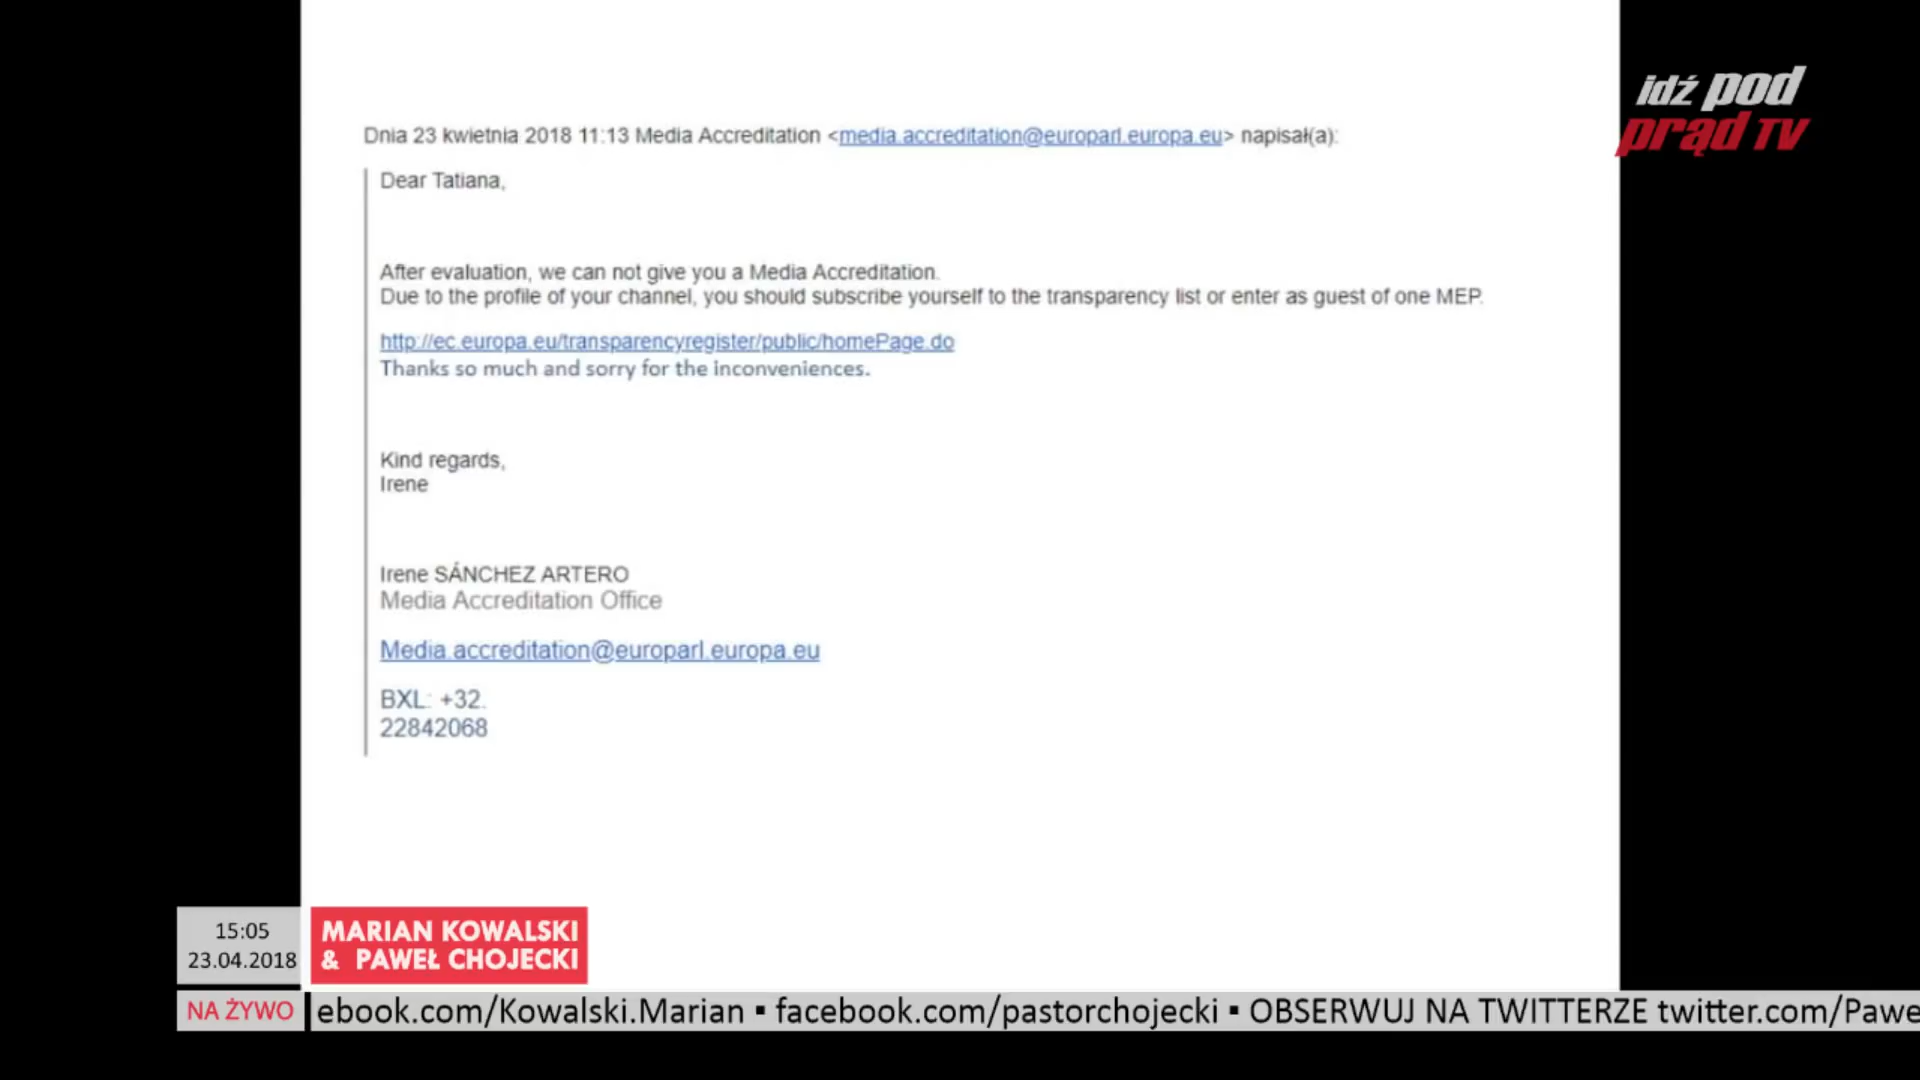 idź pod
prąd TV
Dnia 23 kwietnia 2018 11:13 Media Accreditation <media.accreditation@europarl.europa.eu> napisał(a):
Dear Tatiana,
After evaluation, we can not give you a Media Accreditation.
Due to the profile of your channel, you should subscribe yourself to the transparency list or enter as guest of one MEP.
http://ec.europa.eu/transparencyregister/public/homePage.do
Thanks so much and sorry for the inconveniences.
Kind regards,
Irene
Irene SÁNCHEZ ARTERO
Media Accreditation Office
Media.accreditation@europarl.europa.eu
BXL: +32.
22842068
15:05
23.04.2018
MARIAN KOWALSKI
& PAWEŁ CHOJECKI
NA ŻYWO
ebook.com/Kowalski.Marian ▪ facebook.com/pastorchojecki ▪ OBSERWUJ NA TWITTERZE twitter.com/Pawe